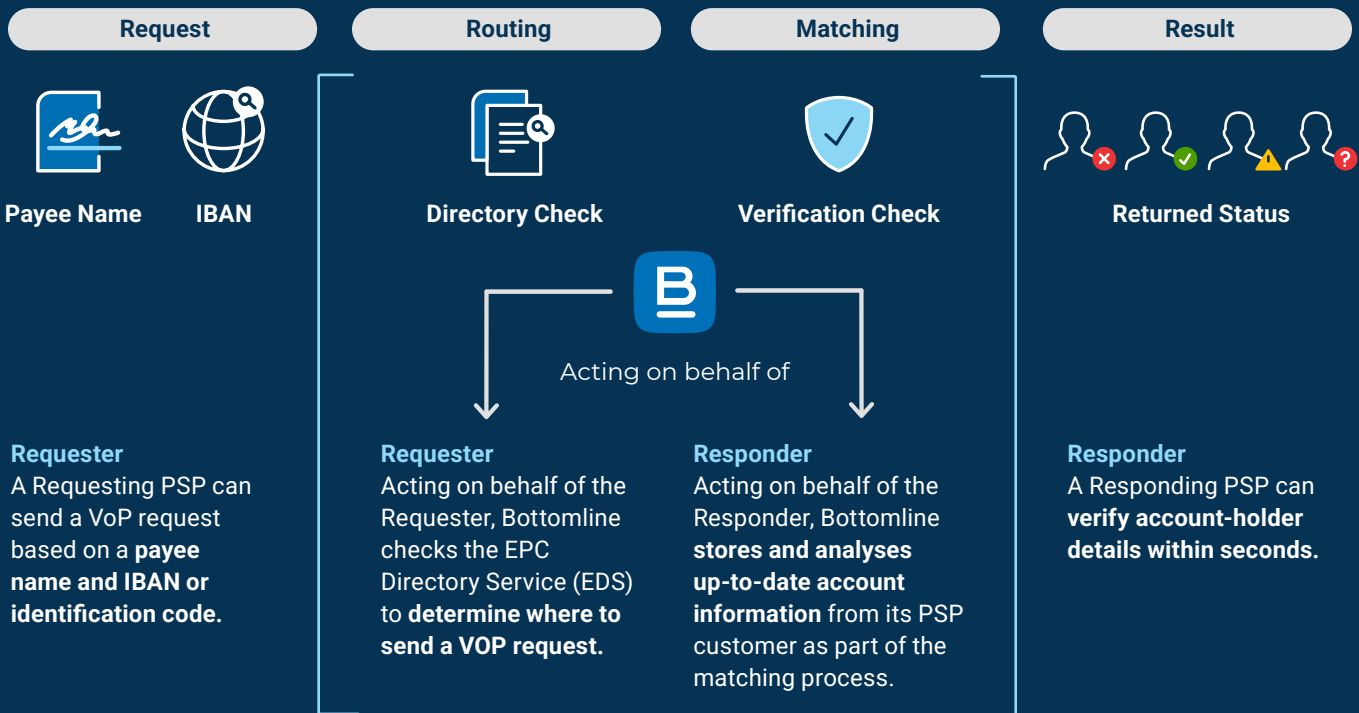 Request
Routing
Matching
Result
Payee Name
IBAN
Directory Check
Verification Check
Returned Status
B
Acting on behalf of
Requester
A Requesting PSP can
send a VoP request
based on a payee
name and IBAN or
identification code.
Requester
Acting on behalf of the
Requester, Bottomline
checks the EPC
Directory Service (EDS)
to determine where to
send a VOP request.
Responder
Acting on behalf of the
Responder, Bottomline
stores and analyses
up-to-date account
information from its PSP
customer as part of the
matching process.
Responder
A Responding PSP can
verify account-holder
details within seconds.